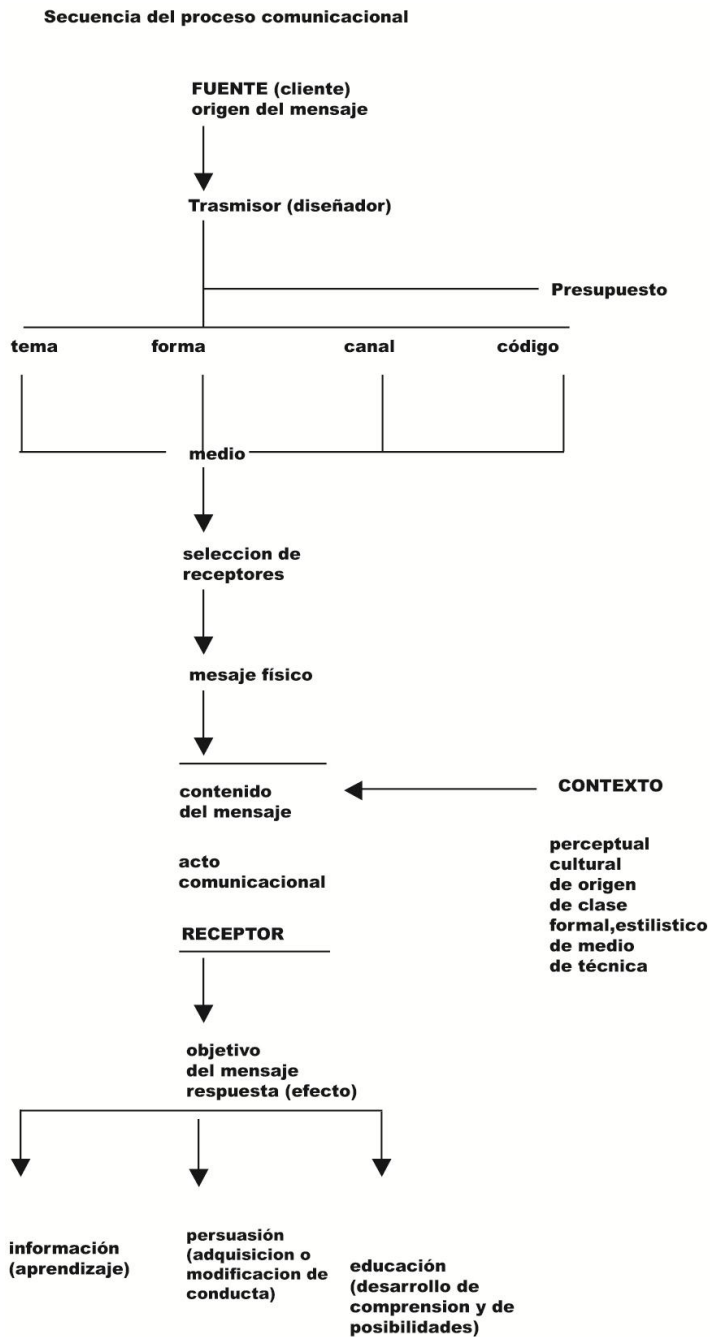 Secuencia del proceso comunicacional
FUENTE (cliente)
origen del mensaje
Trasmisor (diseñador)
Presupuesto
tema forma canal código
medio
seleccion de
receptores
mesaje físico
contenido
del mensaje
CONTEXTO
acto
comunicacional
perceptual
cultural
de origen
de clase
formal,estilistico
de medio
de técnica
RECEPTOR
objetivo
del mensaje
respuesta (efecto)
información
(aprendizaje)
persuasión
(adquisicion o
modificacion de
conducta)
educación
(desarrollo de
comprension y de
posibilidades)